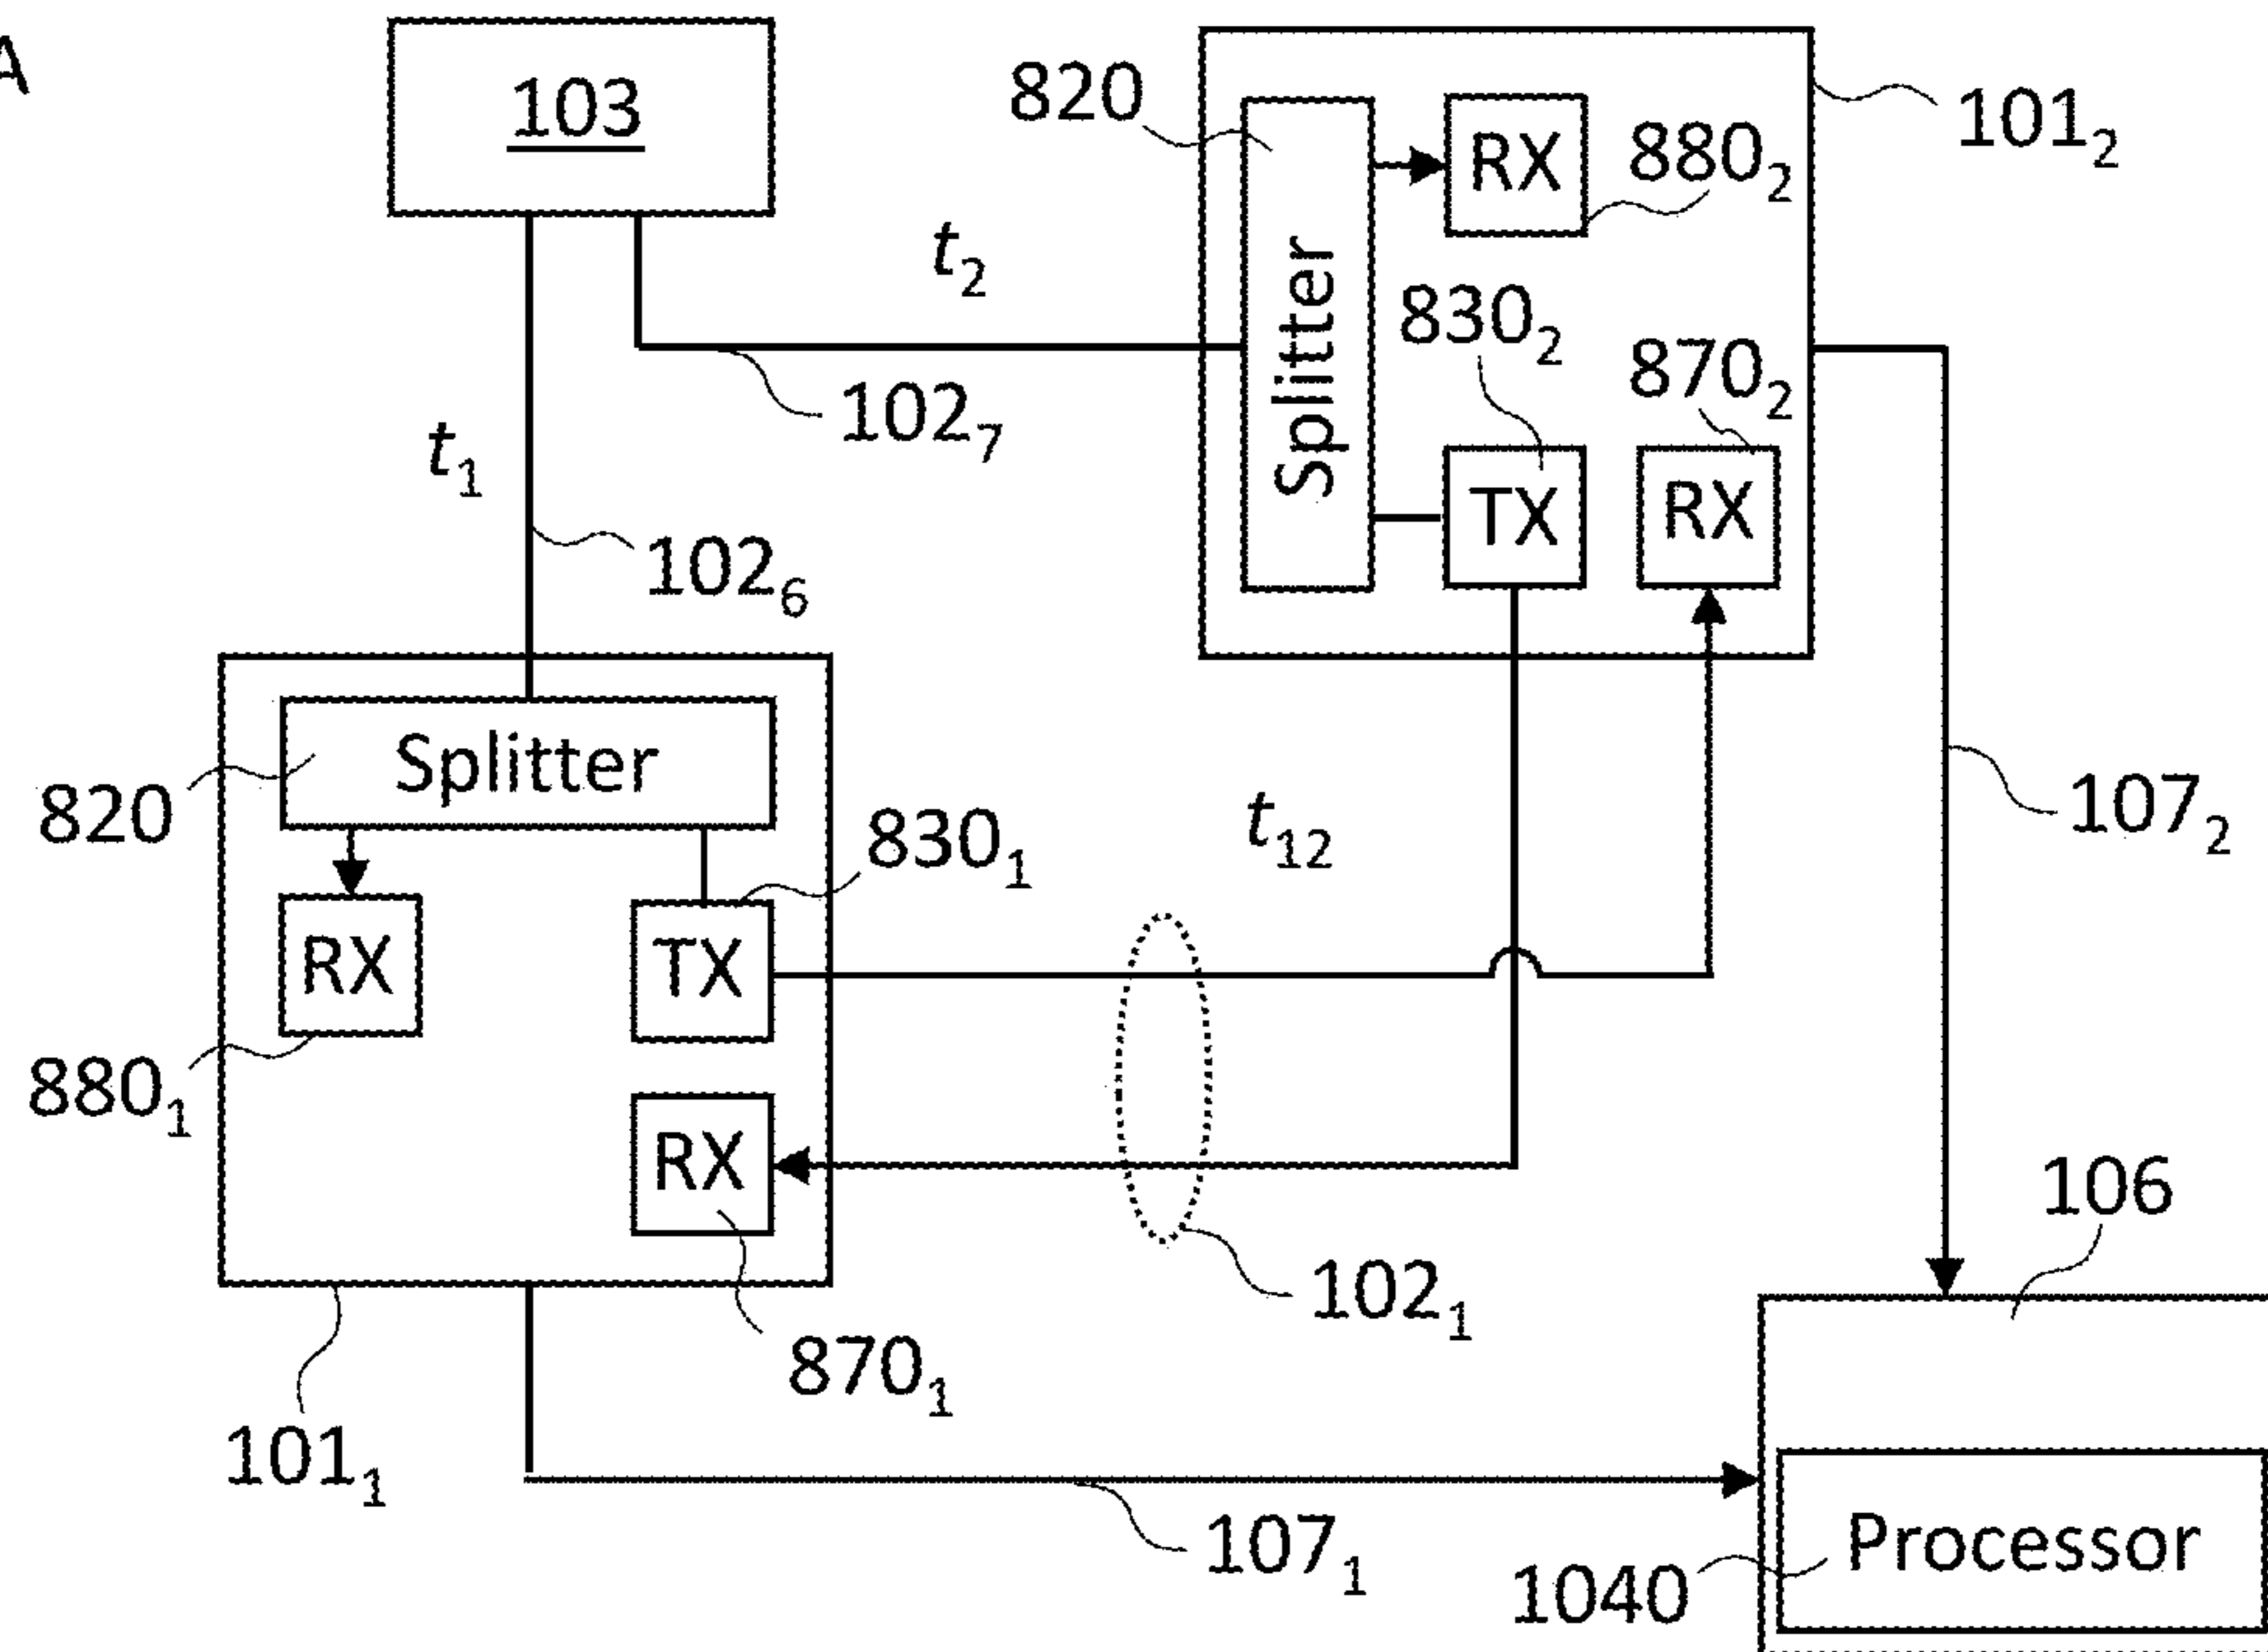 A
103
820
RX
880₂
101₂
t₂
Splitter
830₂
870₂
102₇
t₁
TX
RX
102₆
Splitter
820
830₁
t₁₂
107₂
RX
TX
880₁
RX
106
102₁
870₁
101₁
107₁
1040
Processor